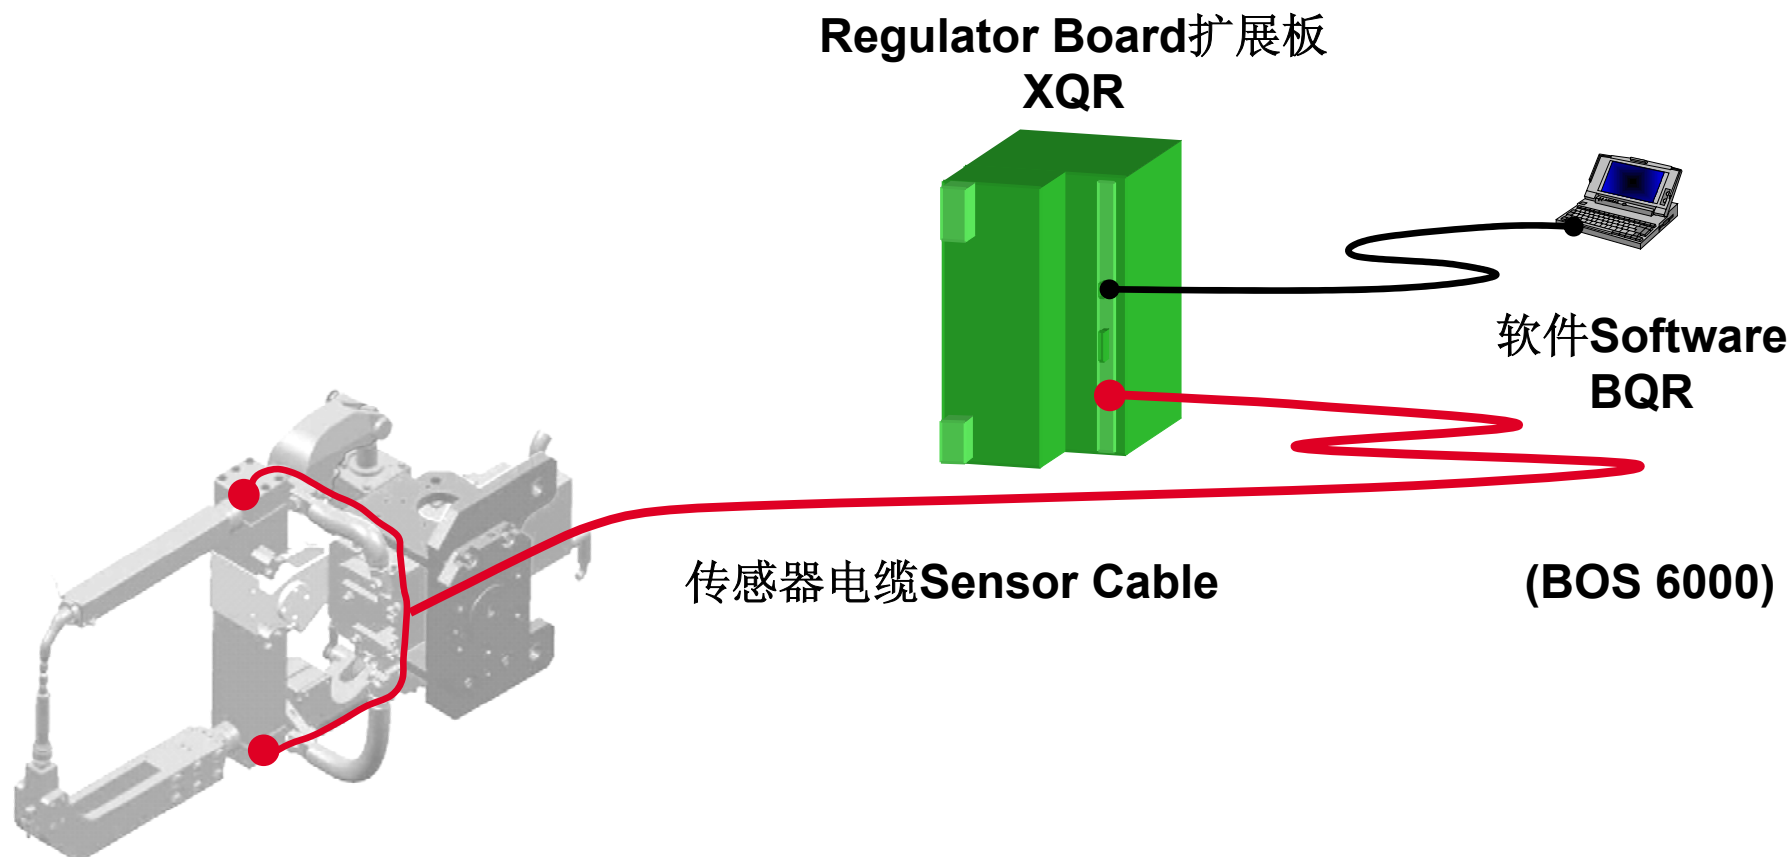 Regulator Board扩展板
XQR
软件Software
BQR
传感器电缆Sensor Cable
(BOS 6000)